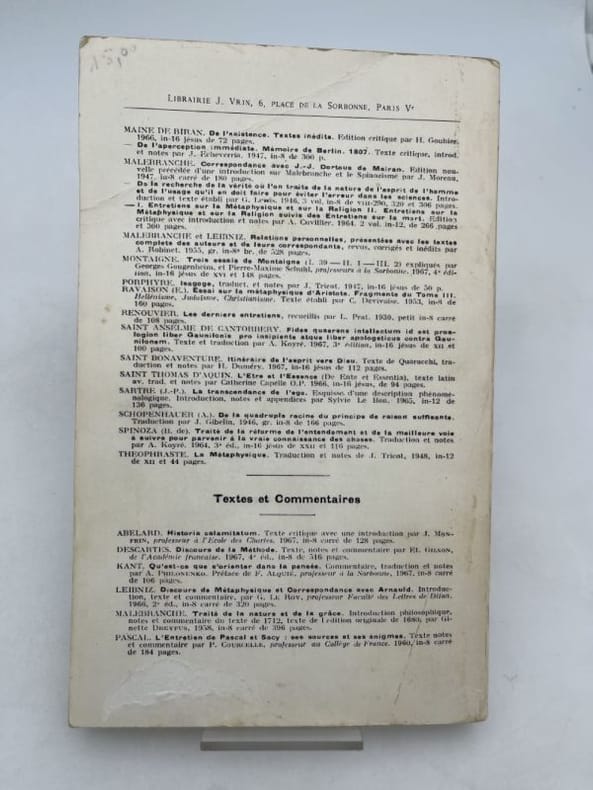 LIBRAIRIE J. VRIN, 6, PLACE DE LA SORBONNE, PARIS Ve
MAINE DE BIRAN. De l'existence. Textes inédits. Edition critique par H. Gouhier,
1966, in-16 jésus de 72 pages.
— De l'aperception immédiate. Mémoire de Berlin. 1807. Texte critique, introd.
et notes par J. Echeverria, 1947, in-8 de 300 p.
MALEBRANCHE. Correspondance avec J.-J. Dortous de Mairan. Edition nou-
velle précédée d'une introduction sur Malebranche et le Spinozisme par J. Moreau,
1947, in-8 carré de 180 pages.
— De la recherche de la vérité où l'on traite de la nature de l'esprit de l'homme
et de l'usage qu'il en doit faire pour éviter l'erreur dans les sciences. Intro-
duction et texte établi par G. Lewis, 1946, 3 vol. in-8 de VIII-290, 320 et 306 pages.
— I. Entretiens sur la Métaphysique et sur la Religion II. Entretiens sur la
Métaphysique et sur la Religion suivis des Entretiens sur la mort. Edition
critique avec introduction et notes par A. Cuvillier. 1964. 2 vol. in-12, de 266 pages
et 300 pages.
MALEBRANCHE et LEIBNIZ. Relations personnelles, présentées avec les textes
complets des auteurs et de leurs correspondants, revus, corrigés et inédits par
A. Robinet. 1955, gr. in-8º br. de 528 pages.
MONTAIGNE. Trois essais de Montaigne (I. 39 — II. 1 — III. 2) expliqués par
Georges Gougenheim, et Pierre-Maxime Schuhl, professeurs à la Sorbonne. 1967, 4e édi-
tion, in-16 jésus de XVI et 148 pages.
PORPHYRE. Isagoge, traduct. et notes par J. Tricot, 1947, in-16 jésus de 50 p.
RAVAISON (F.). Essai sur la métaphysique d'Aristote. Fragments du Tome III.
Hellénisme, Judaïsme, Christianisme. Texte établi par C. Devivaise. 1953, in-8 de
160 pages.
RENOUVIER. Les derniers entretiens, recueillis par L. Prat. 1930, petit in-8 carré
de 108 pages.
SAINT ANSELME DE CANTORBERY. Fides quaerens intellectum id est pros-
logion liber Gaunilonis pro insipiente atque liber apologeticus contra Gau-
nilonem. Texte et traduction par A. Koyré. 1967, 3e édition, in-16 jésus de XII et
100 pages.
SAINT BONAVENTURE. Itinéraire de l'esprit vers Dieu. Texte de Quaracchi, tra-
duction et notes par H. Duméry. 1967, in-16 jésus de 112 pages.
SAINT THOMAS D'AQUIN. L'Etre et l'Essence (De Ente et Essentia), texte latin
av. trad. et notes par Catherine Capelle O.P. 1966, in-16 jésus, de 94 pages.
SARTRE (J.-P.). La transcendance de l'ego. Esquisse d'une description phénomé-
nologique. Introduction, notes et appendices par Sylvie Le Bon, 1965, in-12 de
136 pages.
SCHOPENHAUER (A.). De la quadruple racine du principe de raison suffisante.
Traduction par J. Gibelin, 1946, gr. in-8 de 166 pages.
SPINOZA (B. de). Traité de la réforme de l'entendement et de la meilleure voie
à suivre pour parvenir à la vraie connaissance des choses. Traduction et notes
par A. Koyré. 1964, 3e éd., in-16 jésus de XXII et 116 pages.
THEOPHRASTE. La Métaphysique. Traduction et notes de J. Tricot, 1948, in-12
de XII et 44 pages.
Textes et Commentaires
ABELARD. Historia calamitatum. Texte critique avec une introduction par J. MON-
FRIN, professeur à l'Ecole des Chartes. 1967, in-8 carré de 128 pages.
DESCARTES. Discours de la Méthode. Texte, notes et commentaire par Et. GILSON,
de l'Académie française. 1967, 4e éd., in-8 de 516 pages.
KANT. Qu'est-ce que s'orienter dans la pensée. Commentaire, traduction et notes
par A. PHILONENKO. Préface de F. ALQUIÉ, professeur à la Sorbonne, 1967, in-8 carré
de 106 pages.
LEIBNIZ. Discours de Métaphysique et Correspondance avec Arnauld. Introduc-
tion, texte et commentaire, par G. LE ROY, professeur Faculté des Lettres de Dijon.
1966, 2e éd., in-8 carré de 320 pages.
MALEBRANCHE. Traité de la nature et de la grâce. Introduction philosophique,
notes et commentaire du texte de 1712, texte de l'édition originale de 1680, par Gi-
nette DREYFUS, 1958, in-8 carré de 396 pages.
PASCAL. L'Entretien de Pascal et Sacy : ses sources et ses énigmes. Texte notes
et commentaire par P. COURCELLE, professeur au Collège de France. 1960, in-8 carré
de 184 pages.